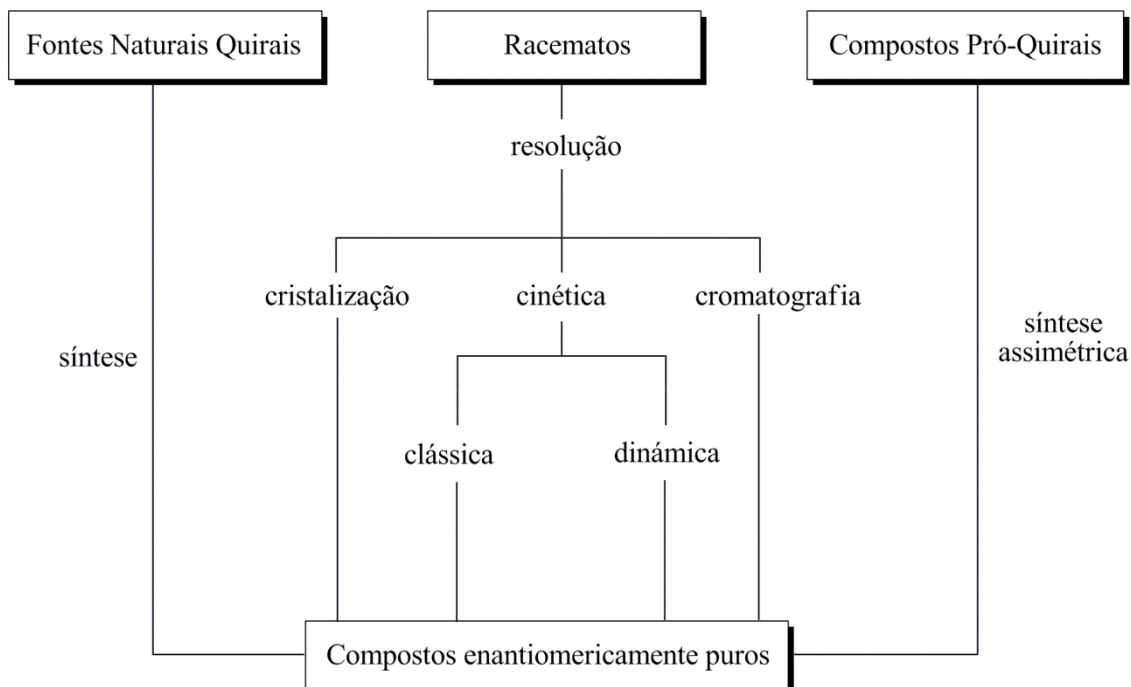 Fontes Naturais Quirais
Racematos
Compostos Pró-Quirais
resolução
cristalização
cinética
cromatografia
síntese
síntese
assimétrica
clássica
dinámica
Compostos enantiomericamente puros